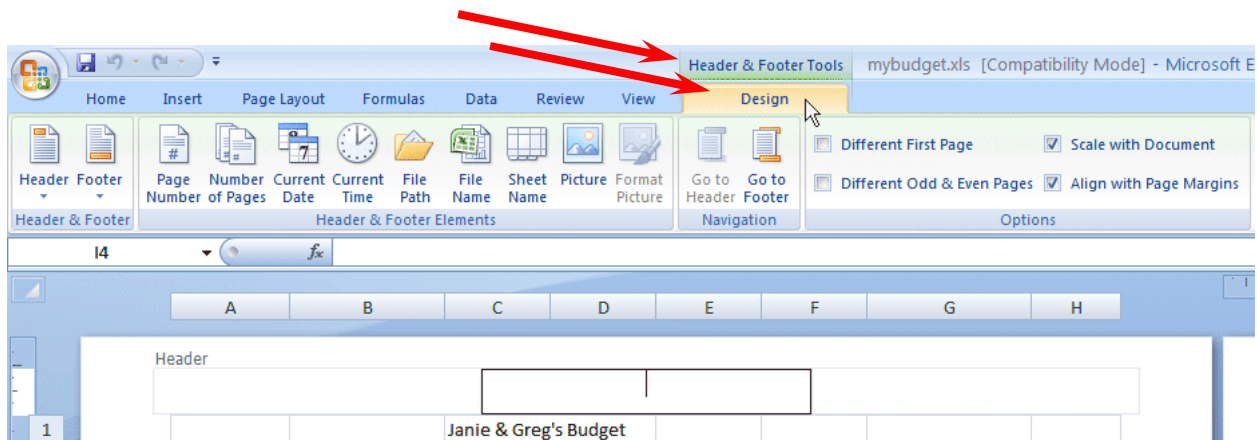 Header & Footer Tools mybudget.xls [Compatibility Mode] - Microsoft E
Home Insert Page Layout Formulas Data Review View Design
Header Footer
Page Number
Number of Pages
Current Date
Current Time
File Path
File Name
Sheet Name
Picture
Format Picture
Go to Header
Go to Footer
Different First Page
Scale with Document
Different Odd & Even Pages
Align with Page Margins
Header & Footer
Header & Footer Elements
Navigation
Options
I4 fx
A B C D E F G H
Header
1 Janie & Greg's Budget